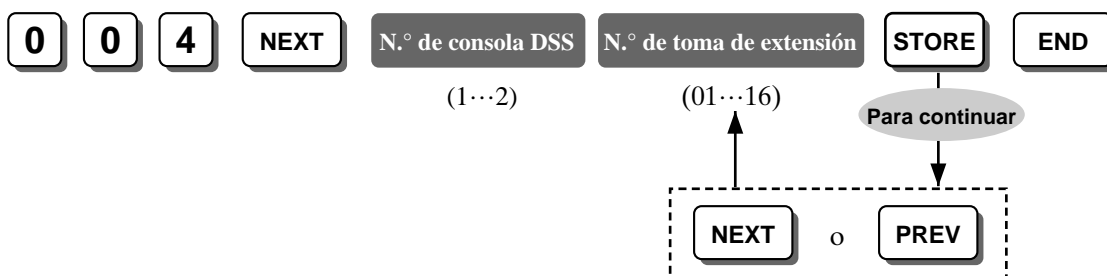 0 0 4 NEXT N.° de consola DSS N.° de toma de extensión STORE END
(1···2) (01···16)
Para continuar
NEXT o PREV